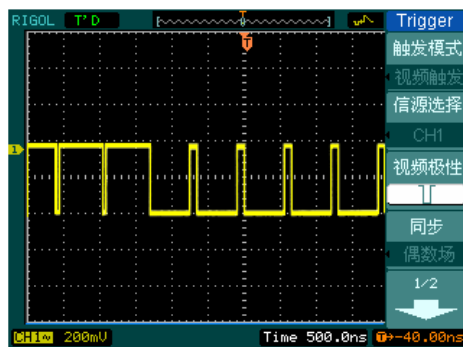 RIGOL T'D T Trigger
触发模式
视频触发
信源选择
CH1
视频极性
同步
偶数场
1/2
1
T
CH1~ 200mV Time 500.0ns T→-40.00ns